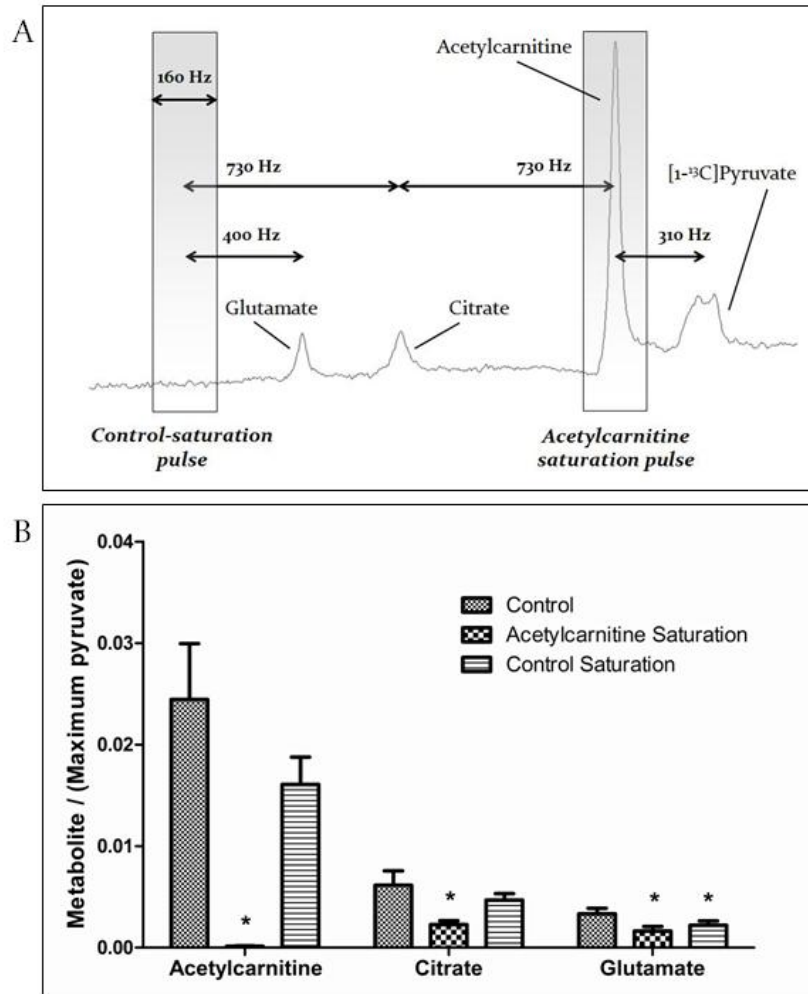 A
160 Hz
Acetylcarnitine
730 Hz
730 Hz
[1-¹³C]Pyruvate
400 Hz
310 Hz
Glutamate
Citrate
Control-saturation
pulse
Acetylcarnitine
saturation pulse
B
Metabolite / (Maximum pyruvate)
0.04
0.03
0.02
0.01
0.00
Control
Acetylcarnitine Saturation
Control Saturation
*
*
*
*
Acetylcarnitine
Citrate
Glutamate